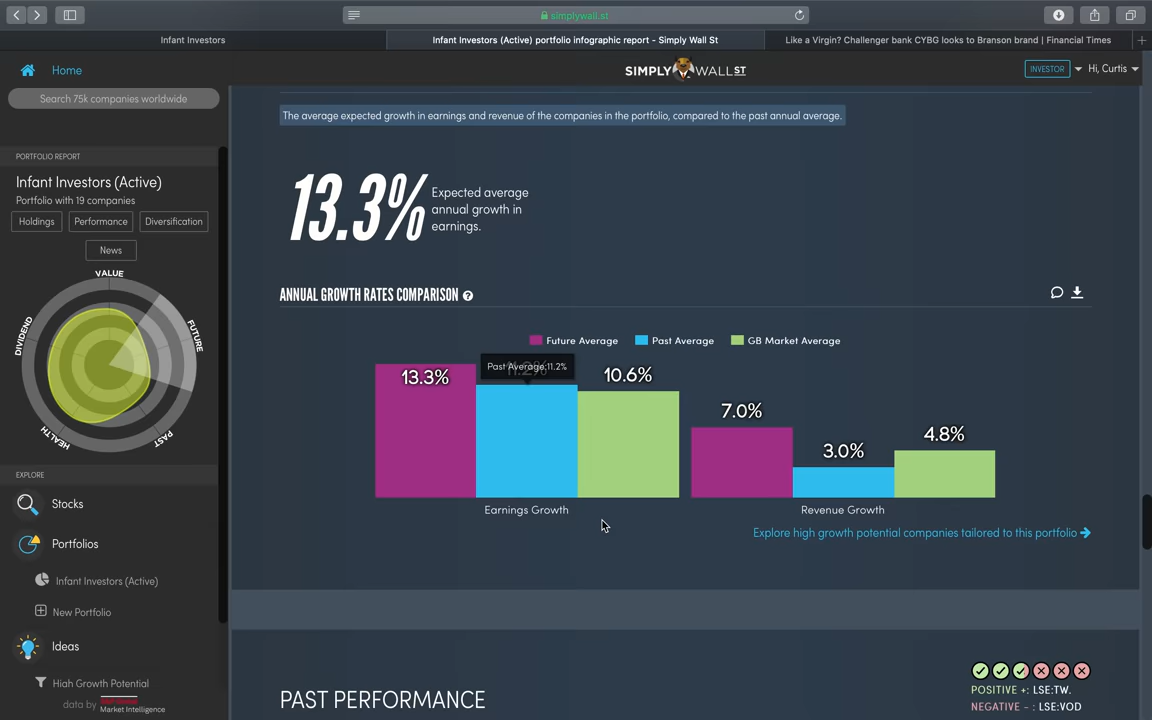 simplywall.st
Infant Investors
Infant Investors (Active) portfolio infographic report - Simply Wall St
Like a Virgin? Challenger bank CYBG looks to Branson brand | Financial Times
Home
SIMPLY WALL ST
INVESTOR
Hi, Curtis
Search 75k companies worldwide
The average expected growth in earnings and revenue of the companies in the portfolio, compared to the past annual average.
PORTFOLIO REPORT
Infant Investors (Active)
Portfolio with 19 companies
Holdings
Performance
Diversification
News
VALUE
FUTURE
PAST
HEALTH
DIVIDEND
13.3%
Expected average
annual growth in
earnings.
ANNUAL GROWTH RATES COMPARISON
Future Average
Past Average
GB Market Average
13.3%
11.2%
Past Average:11.2%
10.6%
7.0%
3.0%
4.8%
Earnings Growth
Revenue Growth
Explore high growth potential companies tailored to this portfolio
EXPLORE
Stocks
Portfolios
Infant Investors (Active)
New Portfolio
Ideas
High Growth Potential
data by
Market Intelligence
PAST PERFORMANCE
POSITIVE +: LSE:TW.
NEGATIVE - : LSE:VOD